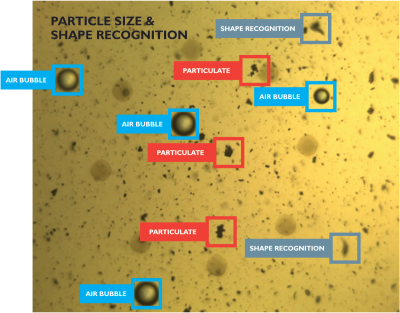 PARTICLE SIZE &
SHAPE RECOGNITION
SHAPE RECOGNITION
PARTICULATE
AIR BUBBLE
AIR BUBBLE
AIR BUBBLE
PARTICULATE
PARTICULATE
SHAPE RECOGNITION
AIR BUBBLE